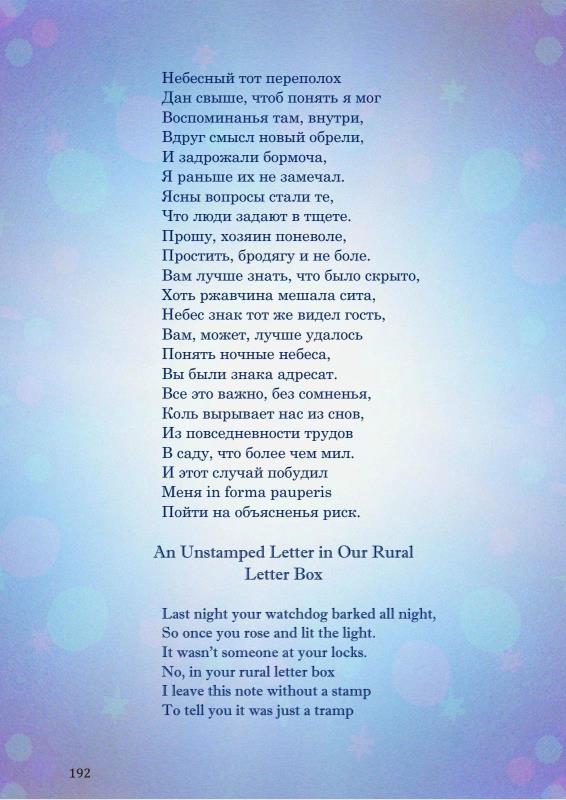 Небесный тот переполох
Дан свыше, чтоб понять я мог
Воспоминанья там, внутри,
Вдруг смысл новый обрели,
И задрожали бормоча,
Я раньше их не замечал.
Ясны вопросы стали те,
Что люди задают в тщете.
Прошу, хозяин поневоле,
Простить, бродягу и не боле.
Вам лучше знать, что было скрыто,
Хоть ржавчина мешала сита,
Небес знак тот же видел гость,
Вам, может, лучше удалось
Понять ночные небеса,
Вы были знака адресат.
Все это важно, без сомненья,
Коль вырывает нас из снов,
Из повседневности трудов
В саду, что более чем мил.
И этот случай побудил
Меня in forma pauperis
Пойти на объясненья риск.
An Unstamped Letter in Our Rural
Letter Box
Last night your watchdog barked all night,
So once you rose and lit the light.
It wasn't someone at your locks.
No, in your rural letter box
I leave this note without a stamp
To tell you it was just a tramp
192